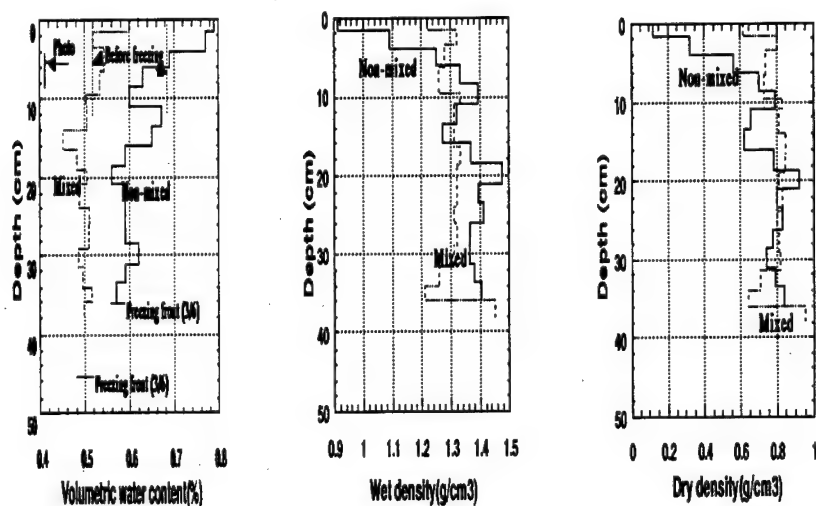 0
10
20
30
40
50
Depth (cm)
Photo
Before freezing
Mixed
Non-mixed
Freezing front (3/6)
Freezing front (3/6)
0.4 0.5 0.6 0.7 0.8
Volumetric water content(%)
0
10
20
30
40
50
Depth (cm)
Non-mixed
Mixed
0.9 1 1.1 1.2 1.3 1.4 1.5
Wet density(g/cm3)
0
10
20
30
40
50
Depth (cm)
Non-mixed
Mixed
0 0.2 0.4 0.6 0.8 1
Dry density(g/cm3)